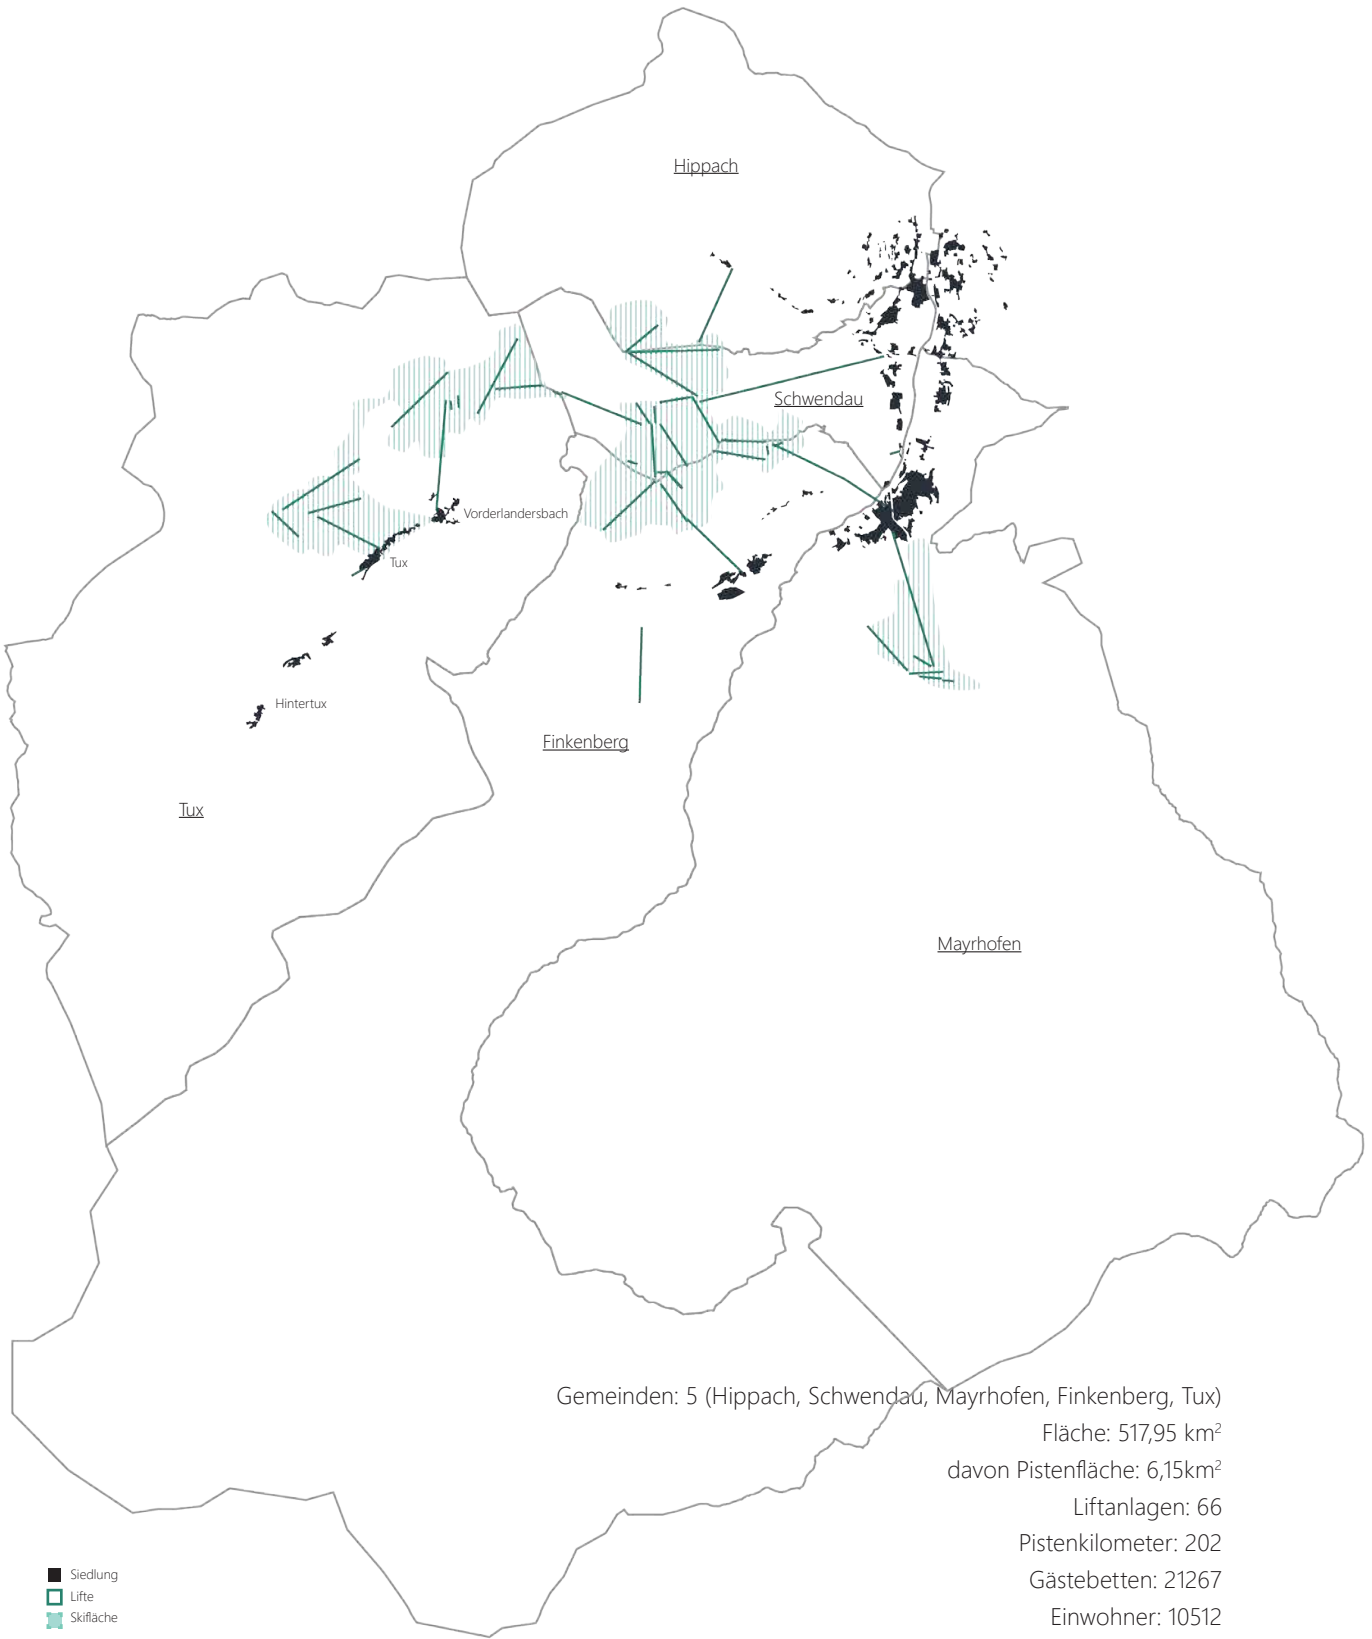 Hippach
Schwendau
Vorderlandersbach
Tux
Hintertux
Finkenberg
Tux
Mayrhofen
Gemeinden: 5 (Hippach, Schwendau, Mayrhofen, Finkenberg, Tux)
Fläche: 517,95 km²
davon Pistenfläche: 6,15km²
Liftanlagen: 66
Pistenkilometer: 202
Gästebetten: 21267
Einwohner: 10512
Siedlung
Lifte
Skifläche